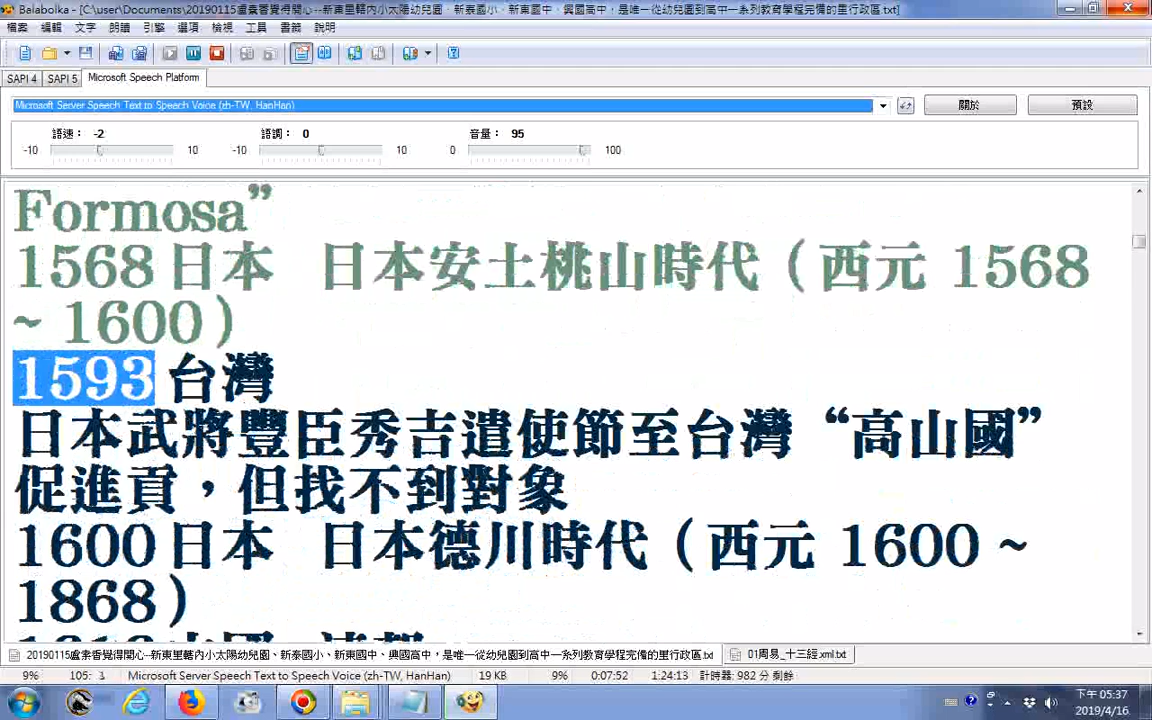 Balabolka - [C:\user\Documents\20190115盧素香覺得開心--新東里轄內小太陽幼兒園、新泰國小、新東國中、興國高中，是唯一從幼兒園到高中一系列教育學程完備的里行政區.txt]
檔案 編輯 文字 朗讀 引擎 選項 檢視 工具 書籤 說明
SAPI 4 SAPI 5 Microsoft Speech Platform
Microsoft Server Speech Text to Speech Voice (zh-TW, HanHan)
關於 預設
語速： -2 語調： 0 音量： 95
-10 10 -10 10 0 100
Formosa”
1568日本 日本安土桃山時代（西元 1568
~ 1600）
1593 台灣
日本武將豐臣秀吉遣使節至台灣“高山國”
促進貢，但找不到對象
1600日本 日本德川時代（西元 1600 ~
1868）
20190115盧素香覺得開心--新東里轄內小太陽幼兒園、新泰國小、新東國中、興國高中，是唯一從幼兒園到高中一系列教育學程完備的里行政區.txt 01周易_十三經.xml.txt
9% 105: 1 Microsoft Server Speech Text to Speech Voice (zh-TW, HanHan) 19 KB 9% 0:07:52 1:24:13 計時器: 982 分 剩餘
下午 05:37
2019/4/16